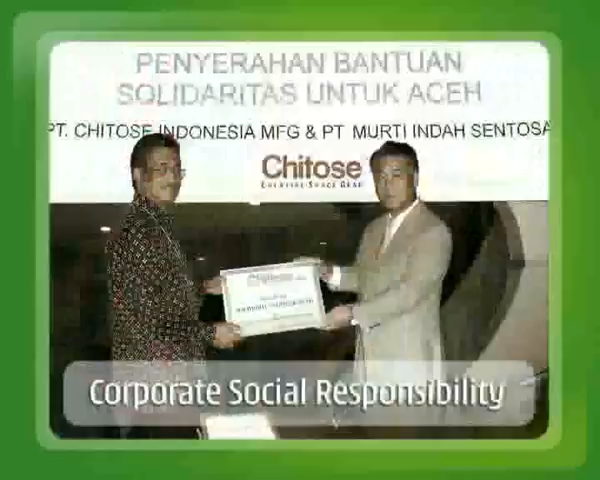 PENYERAHAN BANTUAN
SOLIDARITAS UNTUK ACEH
PT. CHITOSE INDONESIA MFG & PT MURTI INDAH SENTOSA
Chitose
Corporate Social Responsibility